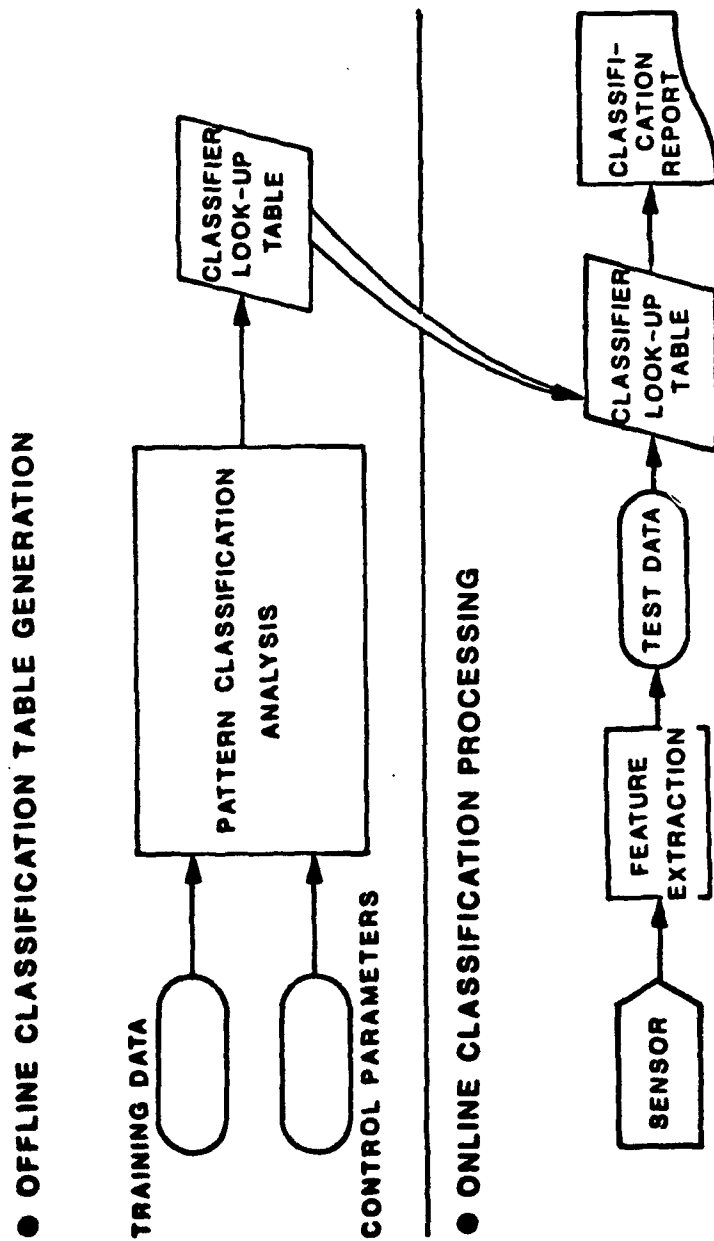 ● OFFLINE CLASSIFICATION TABLE GENERATION
TRAINING DATA
CONTROL PARAMETERS
PATTERN CLASSIFICATION
ANALYSIS
CLASSIFIER
LOOK-UP
TABLE
● ONLINE CLASSIFICATION PROCESSING
SENSOR
FEATURE
EXTRACTION
TEST DATA
CLASSIFIER
LOOK-UP
TABLE
CLASSIFI-
CATION
REPORT